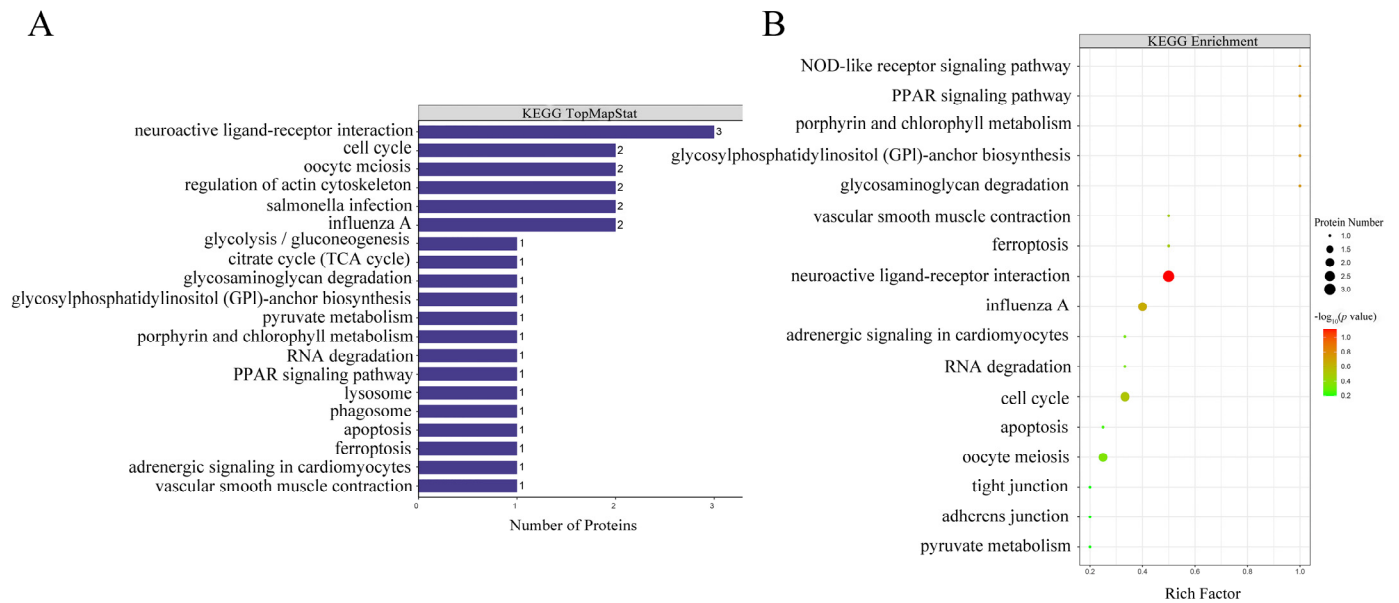 A
KEGG TopMapStat
neuroactive ligand-receptor interaction
3
cell cycle
2
oocytc mciosis
2
regulation of actin cytoskeleton
2
salmonella infection
2
influenza A
2
glycolysis / gluconeogenesis
1
citrate cycle (TCA cycle)
1
glycosaminoglycan degradation
1
glycosylphosphatidylinositol (GPl)-anchor biosynthesis
1
pyruvate metabolism
1
porphyrin and chlorophyll metabolism
1
RNA degradation
1
PPAR signaling pathway
1
lysosome
1
phagosome
1
apoptosis
1
ferroptosis
1
adrenergic signaling in cardiomyocytes
1
vascular smooth muscle contraction
1
0 1 2 3
Number of Proteins
B
KEGG Enrichment
NOD-like receptor signaling pathway
PPAR signaling pathway
porphyrin and chlorophyll metabolism
glycosylphosphatidylinositol (GPl)-anchor biosynthesis
glycosaminoglycan degradation
vascular smooth muscle contraction
ferroptosis
neuroactive ligand-receptor interaction
influenza A
adrenergic signaling in cardiomyocytes
RNA degradation
cell cycle
apoptosis
oocyte meiosis
tight junction
adhcrcns junction
pyruvate metabolism
0.2 0.4 0.6 0.8 1.0
Rich Factor
Protein Number
1.0
1.5
2.0
2.5
3.0
-log10(p value)
1.0
0.8
0.6
0.4
0.2